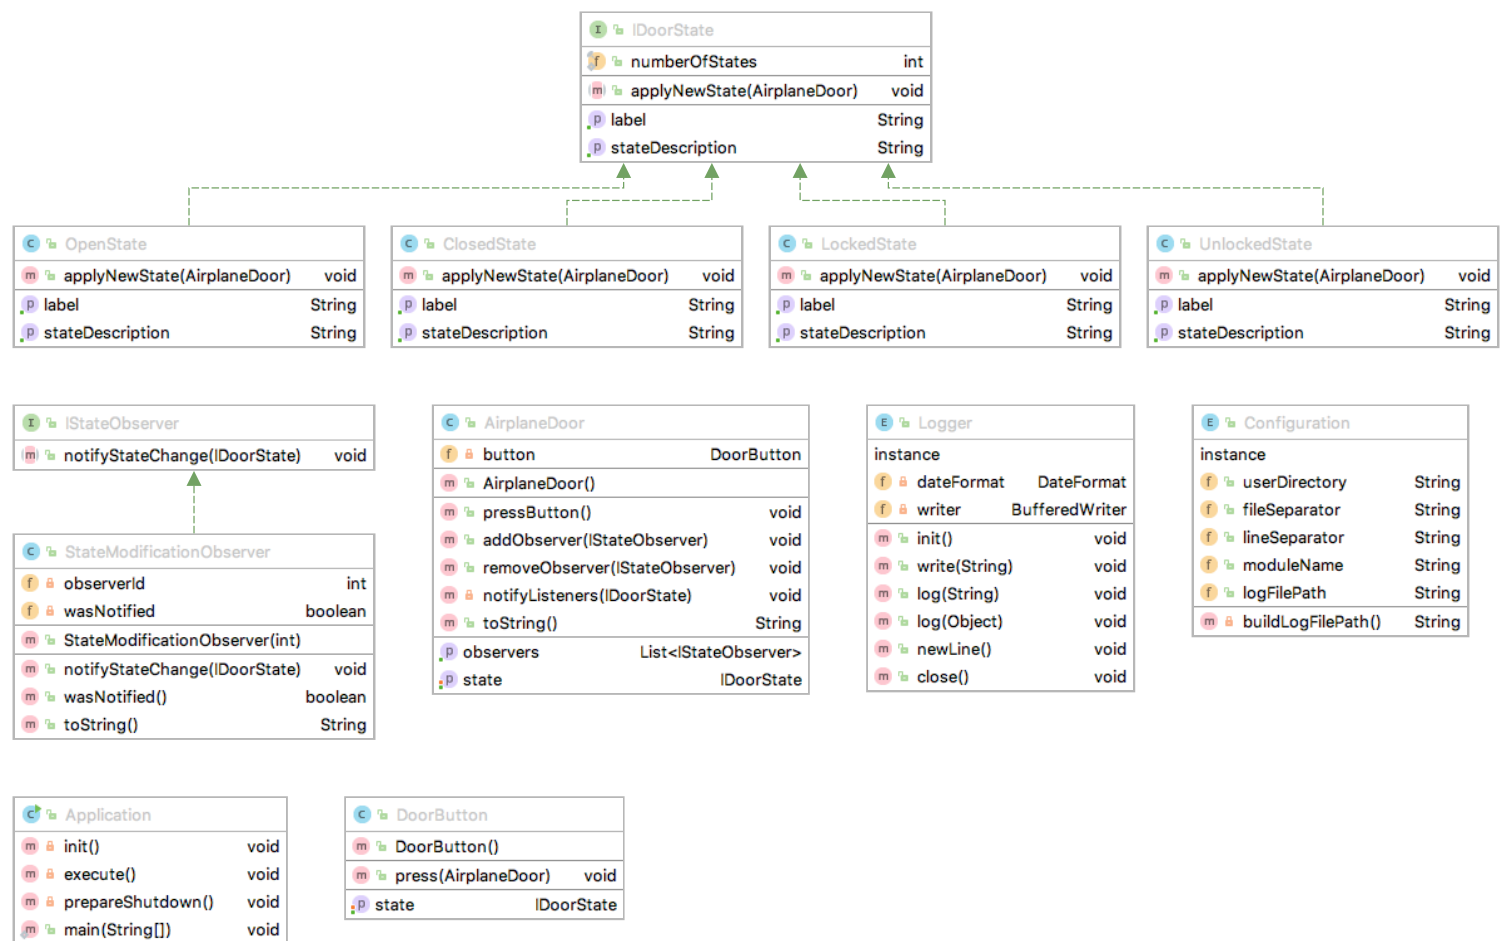 IDoorState
numberOfStates int
applyNewState(AirplaneDoor) void
label String
stateDescription String
OpenState
applyNewState(AirplaneDoor) void
label String
stateDescription String
ClosedState
applyNewState(AirplaneDoor) void
label String
stateDescription String
LockedState
applyNewState(AirplaneDoor) void
label String
stateDescription String
UnlockedState
applyNewState(AirplaneDoor) void
label String
stateDescription String
IStateObserver
notifyStateChange(IDoorState) void
StateModificationObserver
observerId int
wasNotified boolean
StateModificationObserver(int)
notifyStateChange(IDoorState) void
wasNotified() boolean
toString() String
AirplaneDoor
button DoorButton
AirplaneDoor()
pressButton() void
addObserver(IStateObserver) void
removeObserver(IStateObserver) void
notifyListeners(IDoorState) void
toString() String
observers List<IStateObserver>
state IDoorState
Logger
instance
dateFormat DateFormat
writer BufferedWriter
init() void
write(String) void
log(String) void
log(Object) void
newLine() void
close() void
Configuration
instance
userDirectory String
fileSeparator String
lineSeparator String
moduleName String
logFilePath String
buildLogFilePath() String
Application
init() void
execute() void
prepareShutdown() void
main(String[]) void
DoorButton
DoorButton()
press(AirplaneDoor) void
state IDoorState